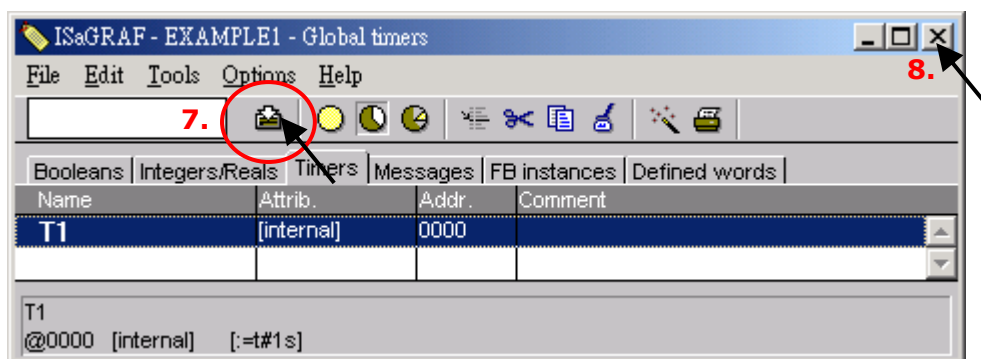 ISaGRAF - EXAMPLE1 - Global timers
File Edit Tools Options Help
8.
7.
Booleans Integers/Reals Timers Messages FB instances Defined words
Name Attrib. Addr. Comment
T1 [internal] 0000
T1
@0000 [internal] [:=t#1s]